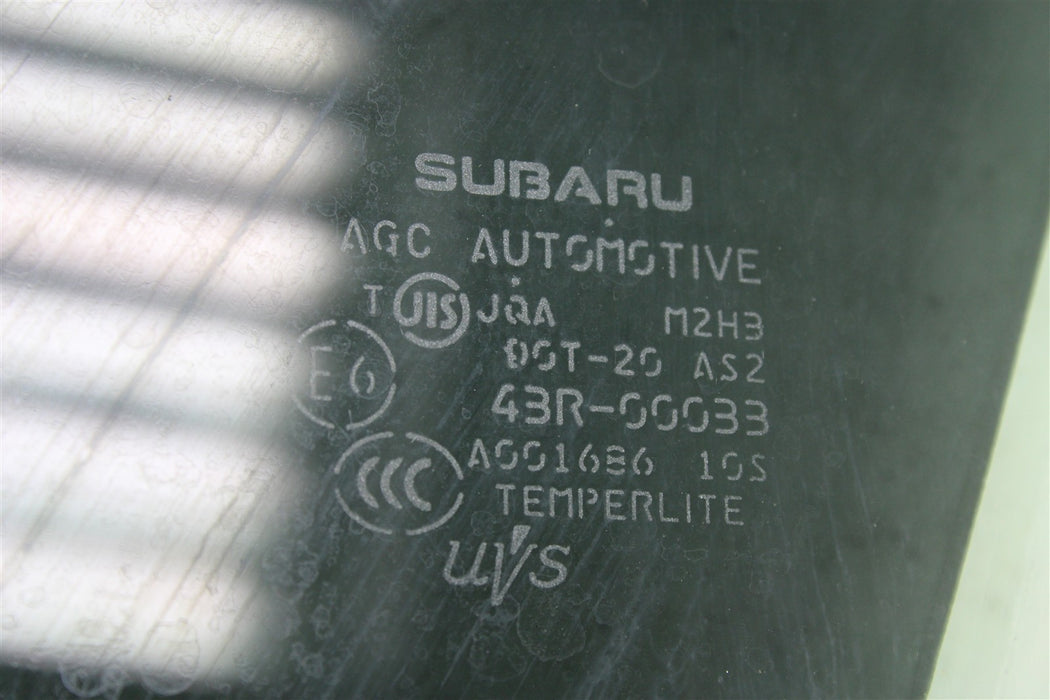 SUBARU
AGC AUTOMOTIVE
T JIS JQA M2H3
DOT-20 AS2
E6
43R-00033
A001686 10S
CCC
TEMPERLITE
UVS